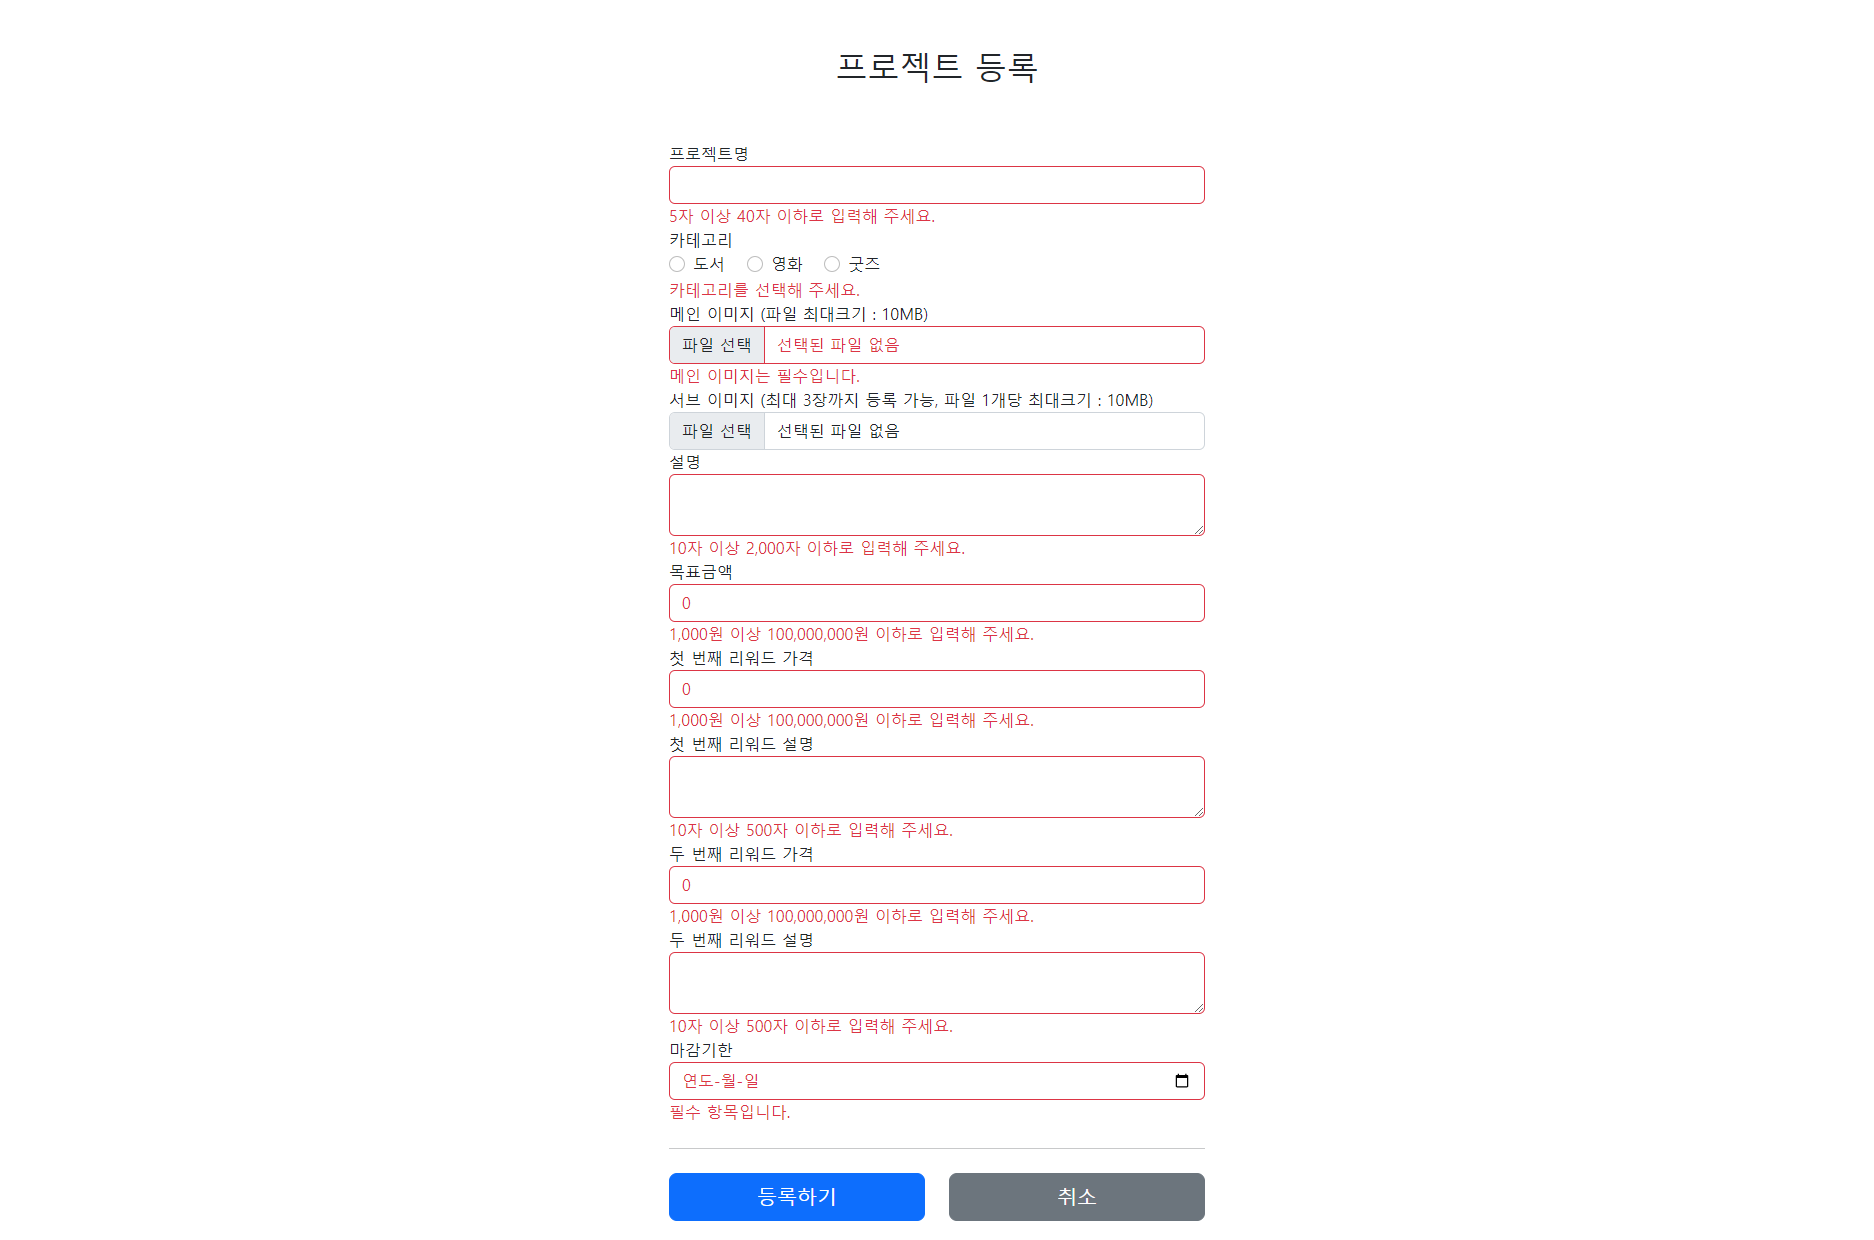 프로젝트 등록
프로젝트명
5자 이상 40자 이하로 입력해 주세요.
카테고리
도서 영화 굿즈
카테고리를 선택해 주세요.
메인 이미지 (파일 최대크기 : 10MB)
파일 선택 선택된 파일 없음
메인 이미지는 필수입니다.
서브 이미지 (최대 3장까지 등록 가능, 파일 1개당 최대크기 : 10MB)
파일 선택 선택된 파일 없음
설명
10자 이상 2,000자 이하로 입력해 주세요.
목표금액
0
1,000원 이상 100,000,000원 이하로 입력해 주세요.
첫 번째 리워드 가격
0
1,000원 이상 100,000,000원 이하로 입력해 주세요.
첫 번째 리워드 설명
10자 이상 500자 이하로 입력해 주세요.
두 번째 리워드 가격
0
1,000원 이상 100,000,000원 이하로 입력해 주세요.
두 번째 리워드 설명
10자 이상 500자 이하로 입력해 주세요.
마감기한
연도-월-일
필수 항목입니다.
등록하기 취소